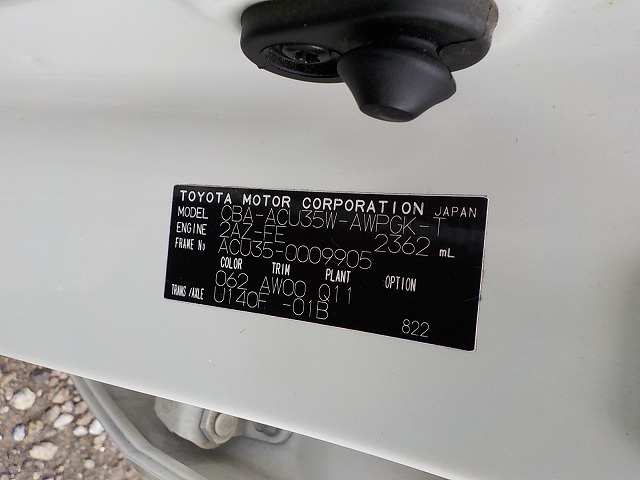 TOYOTA MOTOR CORPORATION JAPAN
MODEL CBA-ACU35W-AWPGK-T
ENGINE 2AZ-FE 2362 mL
FRAME No ACU35-0009905
COLOR TRIM PLANT OPTION
062 AW00 Q11
TRANS/AXLE U140F -01B
822